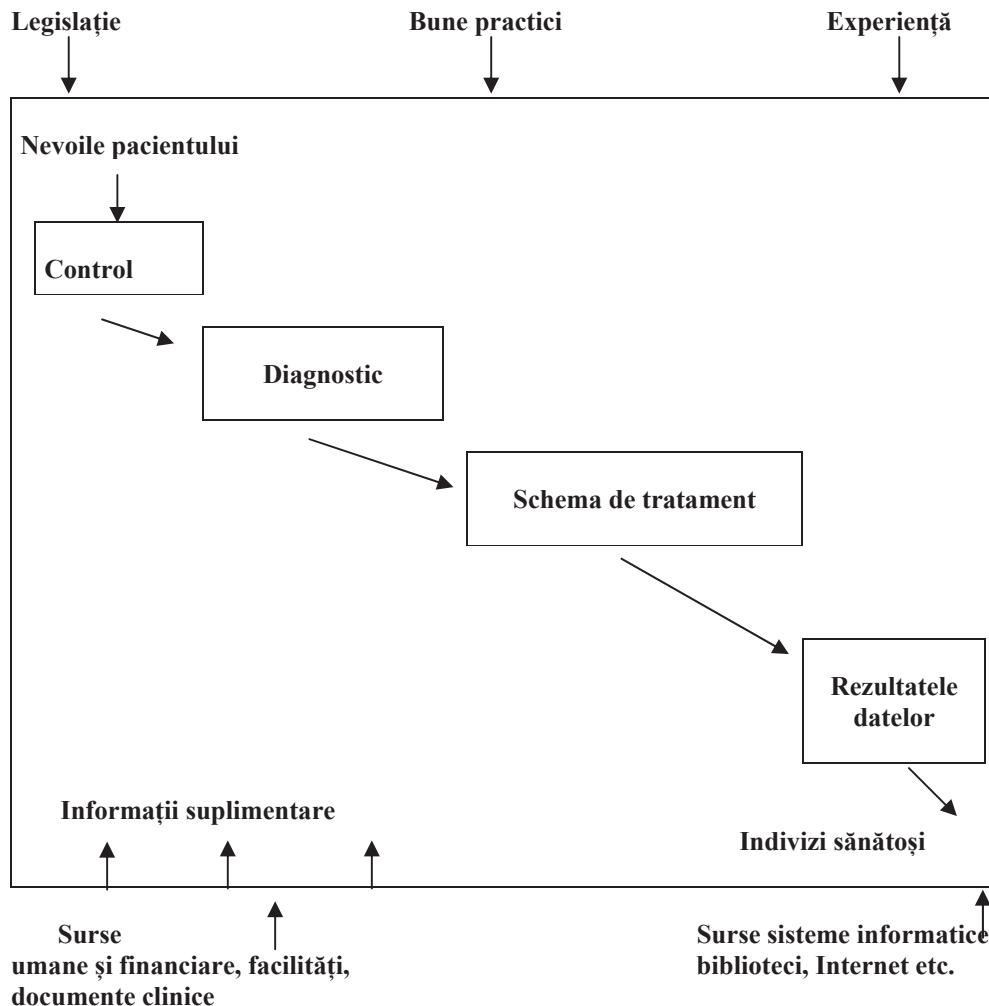 Legislație
Bune practici
Experiență
Nevoile pacientului
Control
Diagnostic
Schema de tratament
Rezultatele
datelor
Informații suplimentare
Indivizi sănătoși
Surse
umane și financiare, facilități,
documente clinice
Surse sisteme informatice
biblioteci, Internet etc.